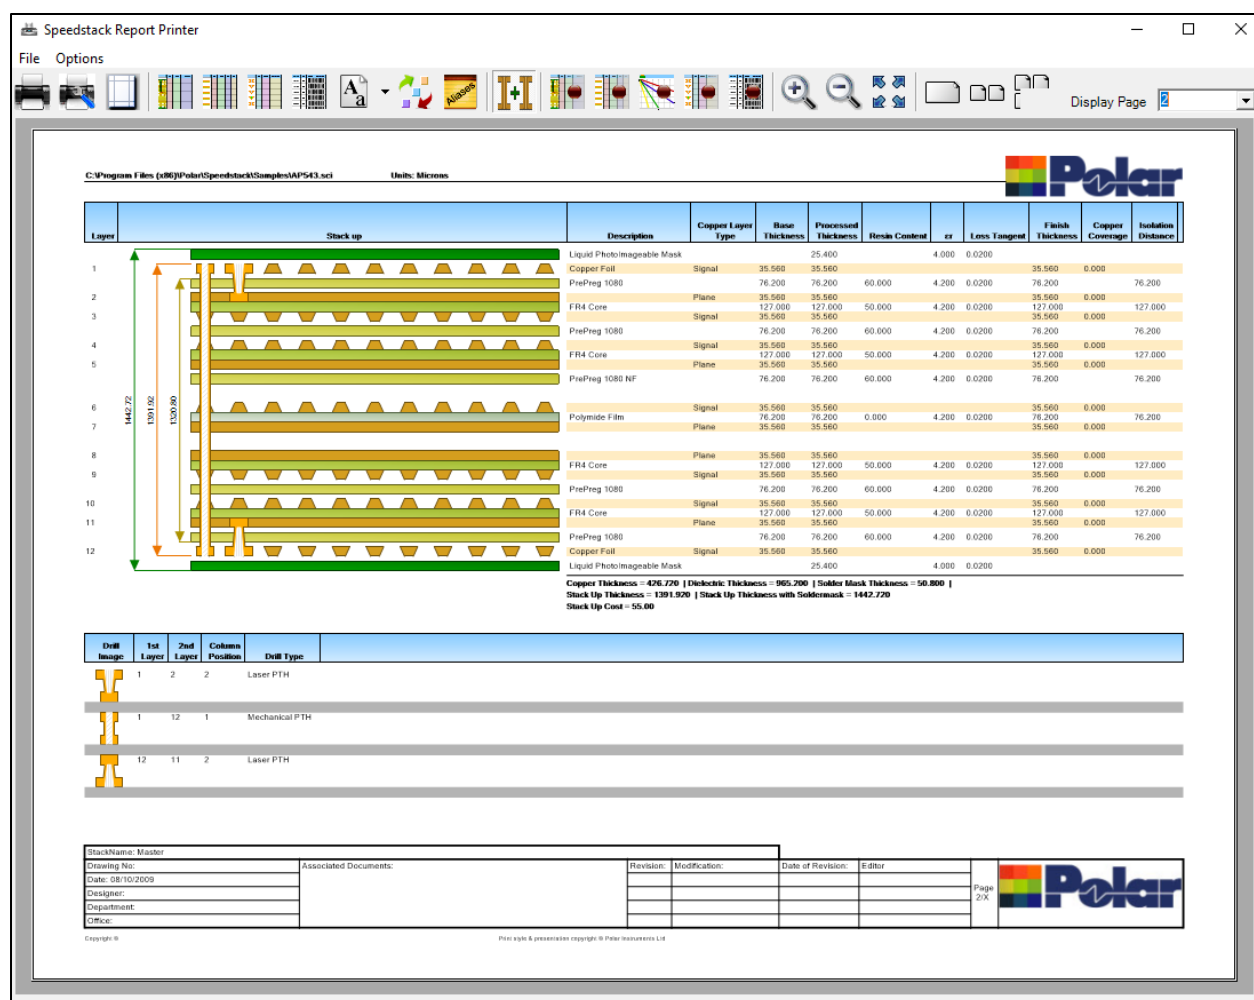 Speedstack Report Printer
File Options
Aa Aliases Display Page 2
C:\Program Files (x86)\Polar\Speedstack\Samples\AP543.sci Units: Microns
Polar
Layer Stack up Description Copper Layer Type Base Thickness Processed Thickness Resin Content εr Loss Tangent Finish Thickness Copper Coverage Isolation Distance
Liquid PhotoImageable Mask 25.400 4.000 0.0200
1 Copper Foil Signal 35.560 35.560 35.560 0.000
PrePreg 1080 76.200 76.200 60.000 4.200 0.0200 76.200 76.200
2 Plane 35.560 35.560 35.560 0.000
FR4 Core 127.000 127.000 50.000 4.200 0.0200 127.000 127.000
3 Signal 35.560 35.560 35.560 0.000
PrePreg 1080 76.200 76.200 60.000 4.200 0.0200 76.200 76.200
4 Signal 35.560 35.560 35.560 0.000
FR4 Core 127.000 127.000 50.000 4.200 0.0200 127.000 127.000
5 Plane 35.560 35.560 35.560 0.000
PrePreg 1080 NF 76.200 76.200 60.000 4.200 0.0200 76.200 76.200
1442.72 1391.92 1320.80
6 Signal 35.560 35.560 35.560 0.000
Polymide Film 76.200 76.200 0.000 4.200 0.0200 76.200 76.200
7 Plane 35.560 35.560 35.560 0.000
8 Plane 35.560 35.560 35.560 0.000
FR4 Core 127.000 127.000 50.000 4.200 0.0200 127.000 127.000
9 Signal 35.560 35.560 35.560 0.000
PrePreg 1080 76.200 76.200 60.000 4.200 0.0200 76.200 76.200
10 Signal 35.560 35.560 35.560 0.000
FR4 Core 127.000 127.000 50.000 4.200 0.0200 127.000 127.000
11 Plane 35.560 35.560 35.560 0.000
PrePreg 1080 76.200 76.200 60.000 4.200 0.0200 76.200 76.200
12 Copper Foil Signal 35.560 35.560 35.560 0.000
Liquid PhotoImageable Mask 25.400 4.000 0.0200
Copper Thickness = 426.720 | Dielectric Thickness = 965.200 | Solder Mask Thickness = 50.800 |
Stack Up Thickness = 1391.920 | Stack Up Thickness with Soldermask = 1442.720
Stack Up Cost = 55.00
Drill Image 1st Layer 2nd Layer Column Position Drill Type
1 2 2 Laser PTH
1 12 1 Mechanical PTH
12 11 2 Laser PTH
StackName: Master
Drawing No: Associated Documents: Revision: Modification: Date of Revision: Editor
Date: 08/10/2009
Designer:
Department:
Office:
Page 2/X
Polar
Copyright © Print style & presentation copyright © Polar Instruments Ltd